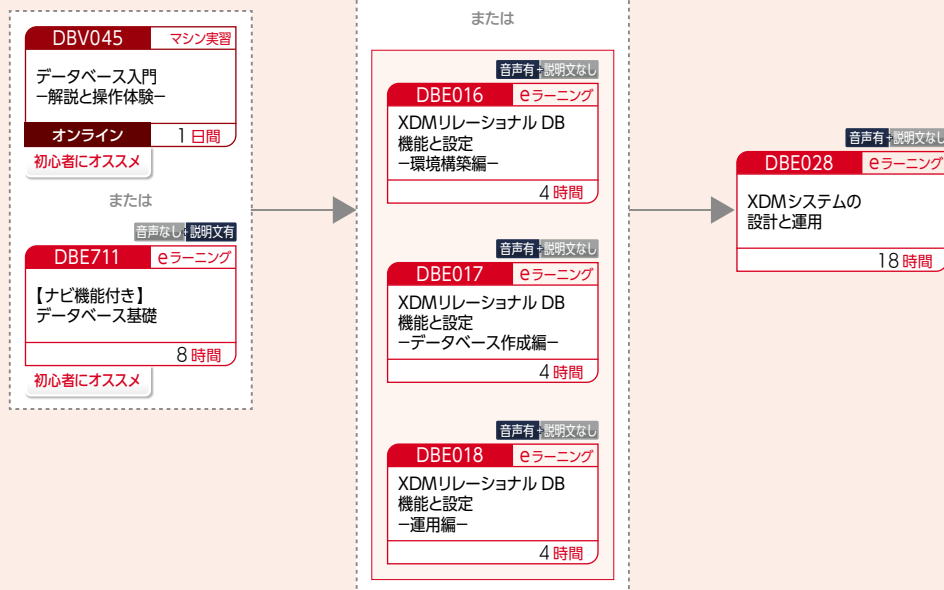 DBV045
マシン実習
データベース入門
－解説と操作体験－
オンライン
1日間
初心者にオススメ
または
音声なし+説明文有
DBE711
eラーニング
【ナビ機能付き】
データベース基礎
8時間
初心者にオススメ
または
音声有+説明文なし
DBE016
eラーニング
XDMリレーショナル DB
機能と設定
－環境構築編－
4時間
音声有+説明文なし
DBE017
eラーニング
XDMリレーショナル DB
機能と設定
－データベース作成編－
4時間
音声有+説明文なし
DBE018
eラーニング
XDMリレーショナル DB
機能と設定
－運用編－
4時間
音声有+説明文なし
DBE028
eラーニング
XDMシステムの
設計と運用
18時間